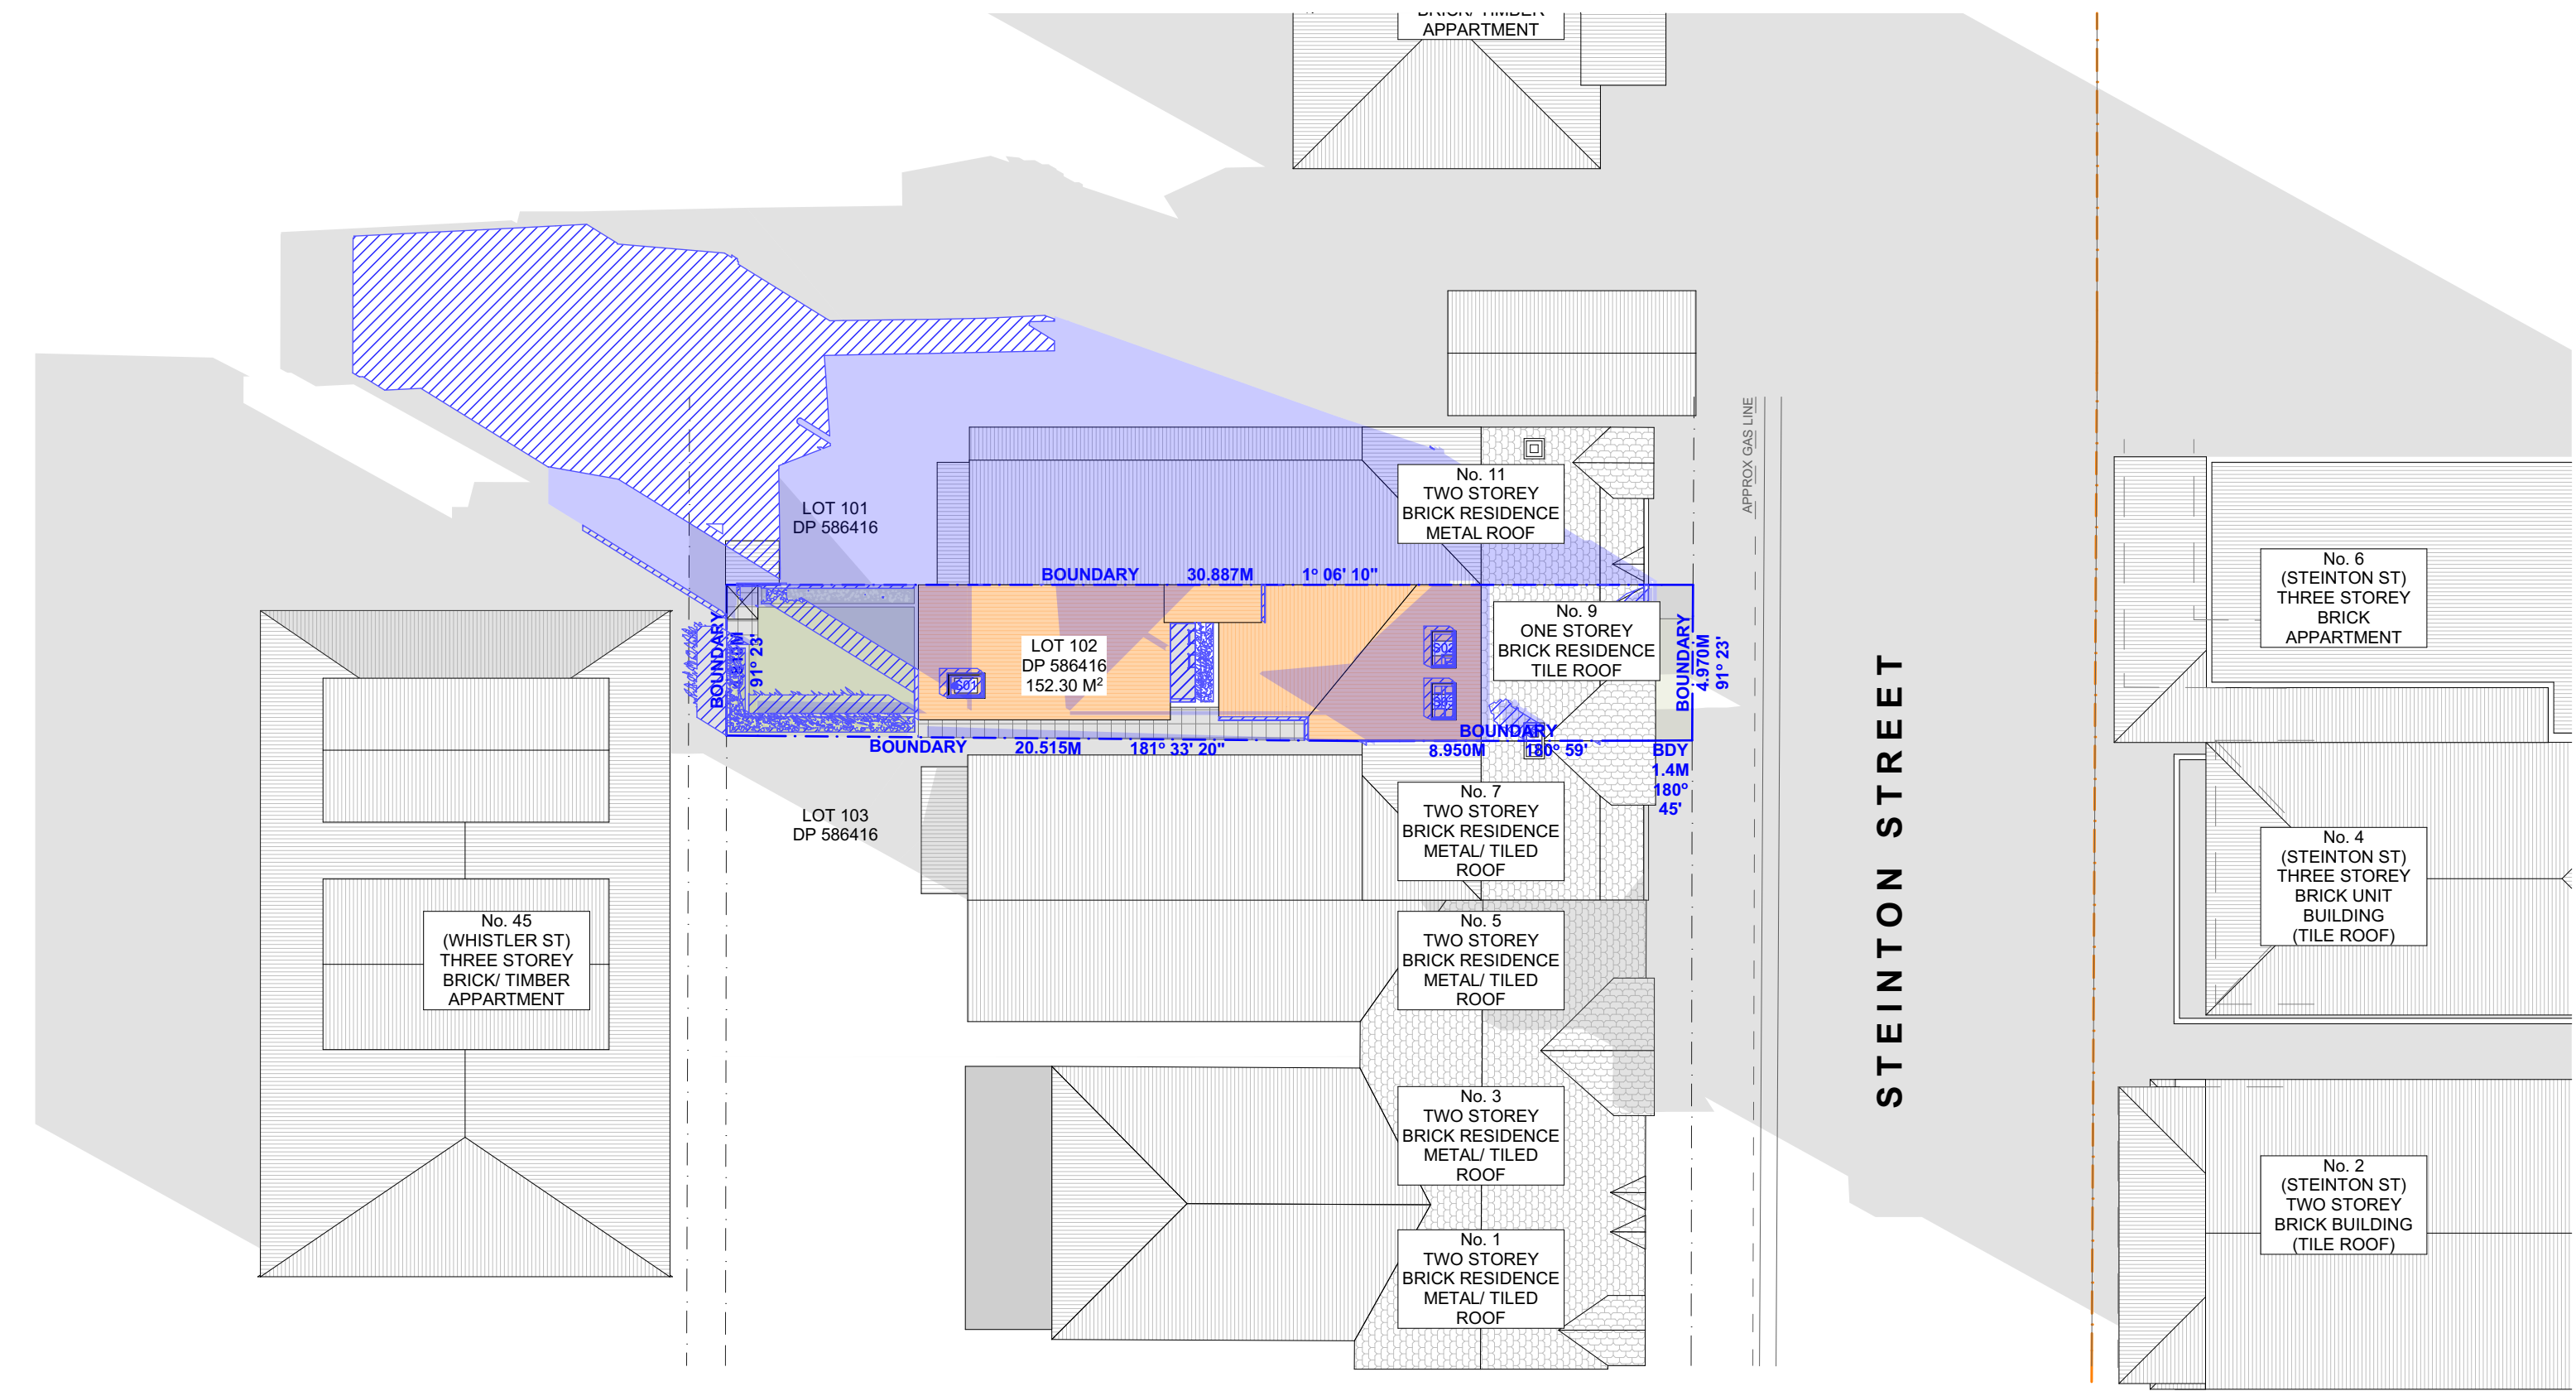 APPARTMENT
APPROX GAS LINE
LOT 101
DP 586416
No. 11
TWO STOREY
BRICK RESIDENCE
METAL ROOF
BOUNDARY 30.887M 1° 06' 10"
No. 9
ONE STOREY
BRICK RESIDENCE
TILE ROOF
LOT 102
DP 586416
152.30 M²
S01
BOUNDARY
91° 23'
BOUNDARY
4.970M
91° 23'
BOUNDARY 20.515M 181° 33' 20"
BOUNDARY
8.950M 180° 59'
BDY
1.4M
180°
45'
LOT 103
DP 586416
No. 7
TWO STOREY
BRICK RESIDENCE
METAL/ TILED
ROOF
No. 5
TWO STOREY
BRICK RESIDENCE
METAL/ TILED
ROOF
No. 3
TWO STOREY
BRICK RESIDENCE
METAL/ TILED
ROOF
No. 1
TWO STOREY
BRICK RESIDENCE
METAL/ TILED
ROOF
No. 45
(WHISTLER ST)
THREE STOREY
BRICK/ TIMBER
APPARTMENT
STEINTON STREET
No. 6
(STEINTON ST)
THREE STOREY
BRICK
APPARTMENT
No. 4
(STEINTON ST)
THREE STOREY
BRICK UNIT
BUILDING
(TILE ROOF)
No. 2
(STEINTON ST)
TWO STOREY
BRICK BUILDING
(TILE ROOF)